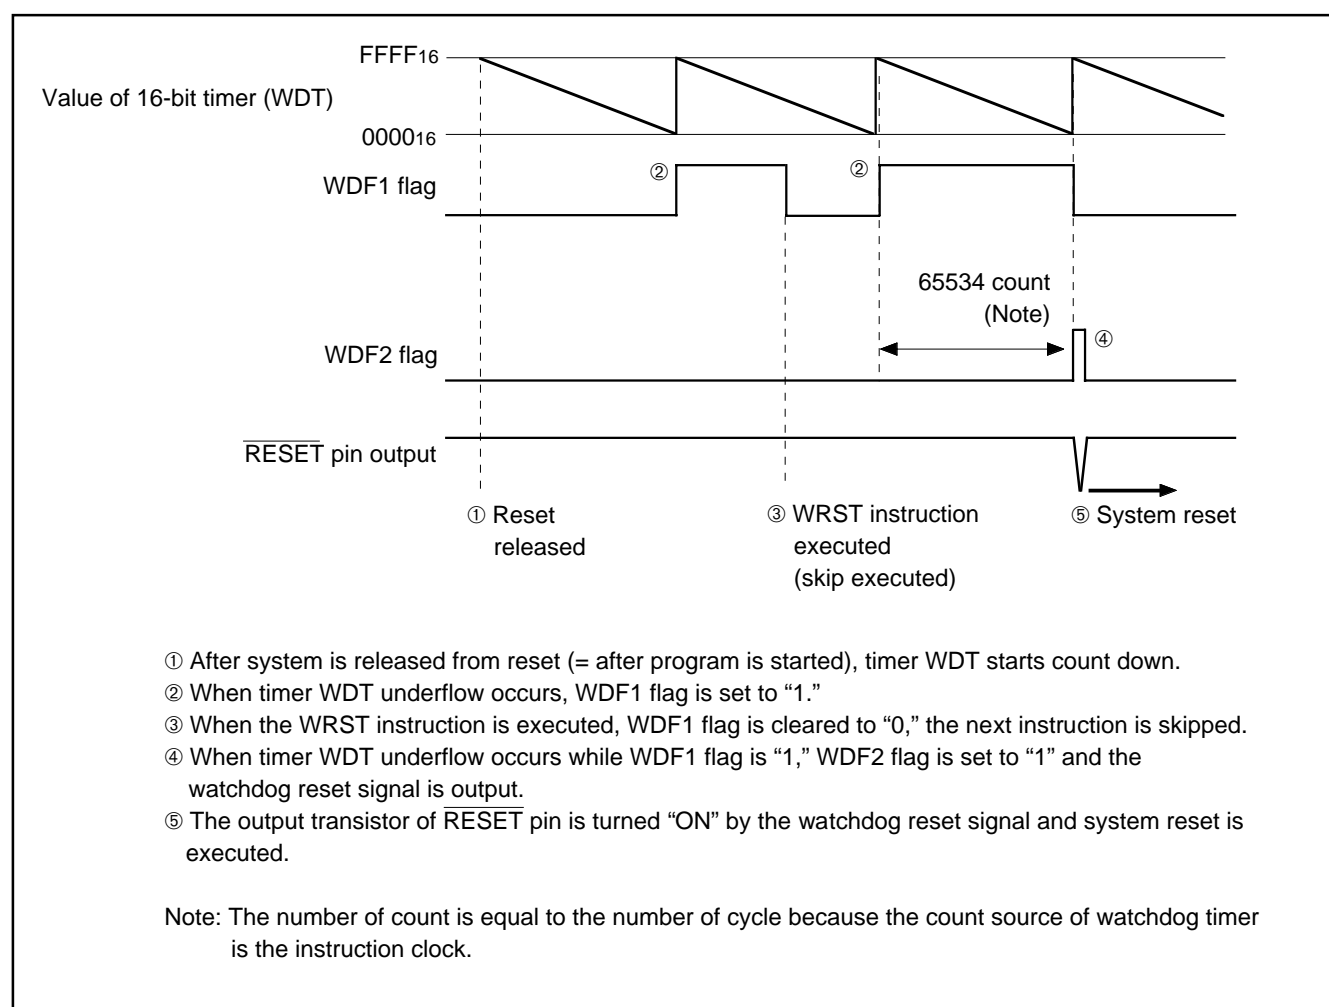 FFFF16
Value of 16-bit timer (WDT)
000016
② ②
WDF1 flag
65534 count
(Note)
④
WDF2 flag
RESET pin output
① Reset
released
③ WRST instruction
executed
(skip executed)
⑤ System reset
① After system is released from reset (= after program is started), timer WDT starts count down.
② When timer WDT underflow occurs, WDF1 flag is set to “1.”
③ When the WRST instruction is executed, WDF1 flag is cleared to “0,” the next instruction is skipped.
④ When timer WDT underflow occurs while WDF1 flag is “1,” WDF2 flag is set to “1” and the
watchdog reset signal is output.
⑤ The output transistor of RESET pin is turned “ON” by the watchdog reset signal and system reset is
executed.
Note: The number of count is equal to the number of cycle because the count source of watchdog timer
is the instruction clock.